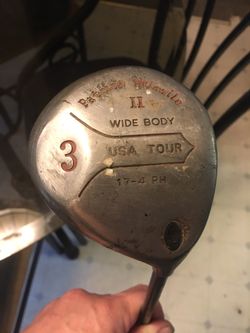 II
WIDE BODY
3
USA TOUR
17-4 PH